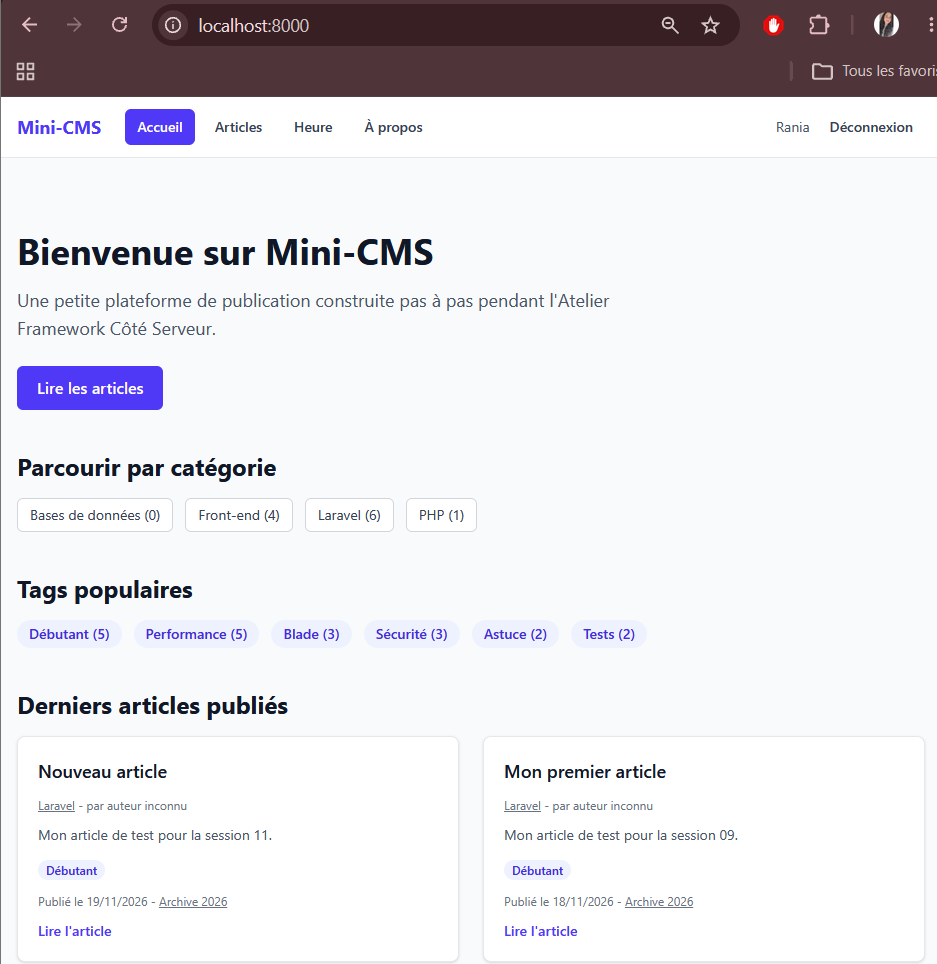 localhost:8000
Tous les favoris
Mini-CMS Accueil Articles Heure À propos Rania Déconnexion
Bienvenue sur Mini-CMS
Une petite plateforme de publication construite pas à pas pendant l'Atelier
Framework Côté Serveur.
Lire les articles
Parcourir par catégorie
Bases de données (0) Front-end (4) Laravel (6) PHP (1)
Tags populaires
Débutant (5) Performance (5) Blade (3) Sécurité (3) Astuce (2) Tests (2)
Derniers articles publiés
Nouveau article
Laravel - par auteur inconnu
Mon article de test pour la session 11.
Débutant
Publié le 19/11/2026 - Archive 2026
Lire l'article
Mon premier article
Laravel - par auteur inconnu
Mon article de test pour la session 09.
Débutant
Publié le 18/11/2026 - Archive 2026
Lire l'article